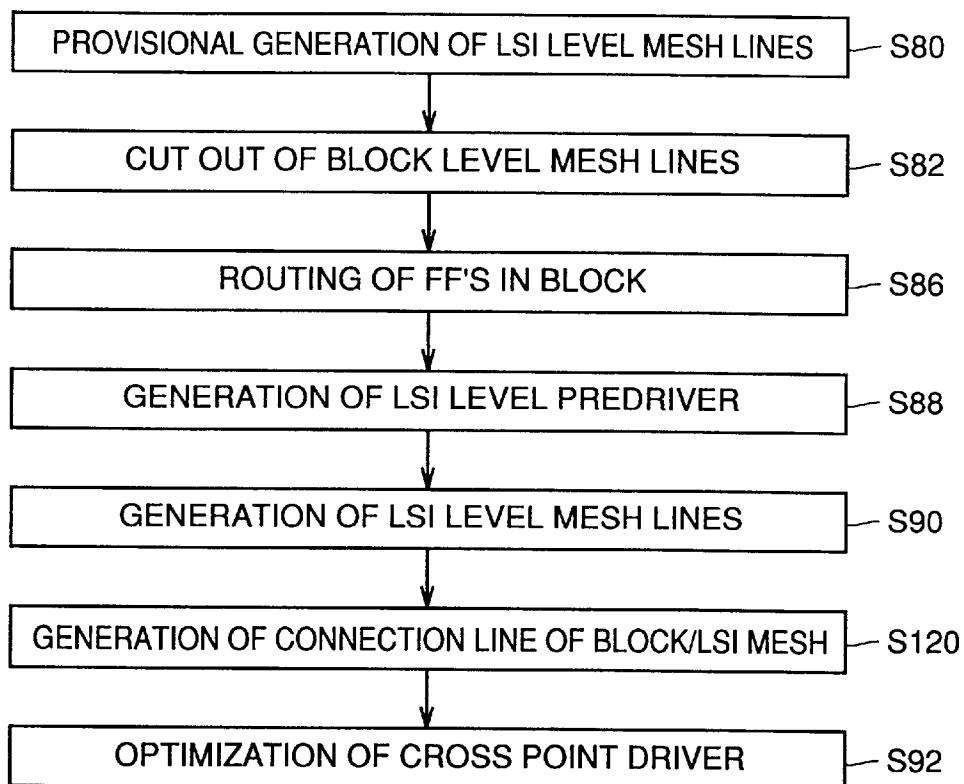 PROVISIONAL GENERATION OF LSI LEVEL MESH LINES S80
CUT OUT OF BLOCK LEVEL MESH LINES S82
ROUTING OF FF'S IN BLOCK S86
GENERATION OF LSI LEVEL PREDRIVER S88
GENERATION OF LSI LEVEL MESH LINES S90
GENERATION OF CONNECTION LINE OF BLOCK/LSI MESH S120
OPTIMIZATION OF CROSS POINT DRIVER S92